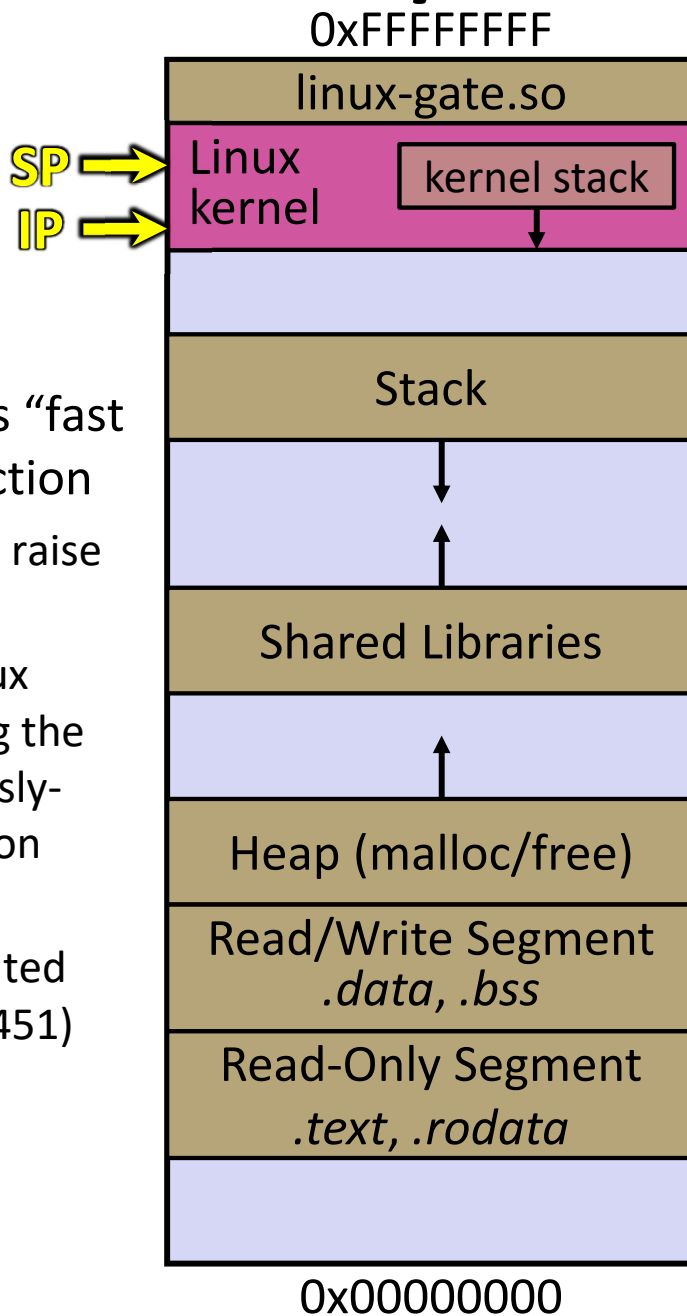 0xFFFFFFFF
linux-gate.so
SP
Linux
kernel
kernel stack
IP
Stack
s “fast
ction
raise
ux
g the
sly-
on
ted
451)
Shared Libraries
Heap (malloc/free)
Read/Write Segment
.data, .bss
Read-Only Segment
.text, .rodata
0x00000000